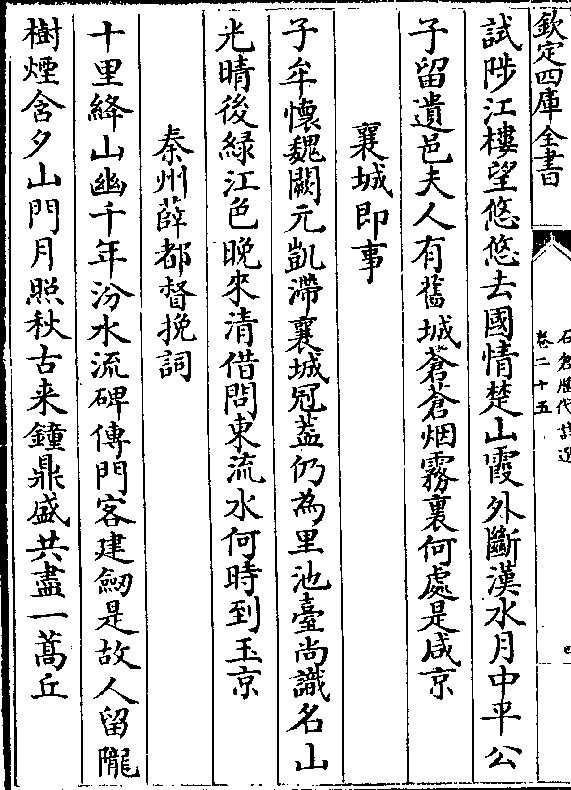 欽定四庫全書
石倉歷代詩選
卷二十五
四
試陟江樓望悠悠去國情楚山霞外斷漢水月中平公
子留遺邑夫人有舊城蒼蒼烟霧裏何處是咸京
襄城即事
子牟懷魏闕元凱滯襄城冠葢仍為里池臺尚識名山
光晴後緑江色晚來清借問東流水何時到玉京
秦州薛都督挽詞
十里絳山幽千年汾水流碑傳門客建劒是故人留隴
樹煙含夕山門月照秋古来鐘鼎盛共盡一蒿丘